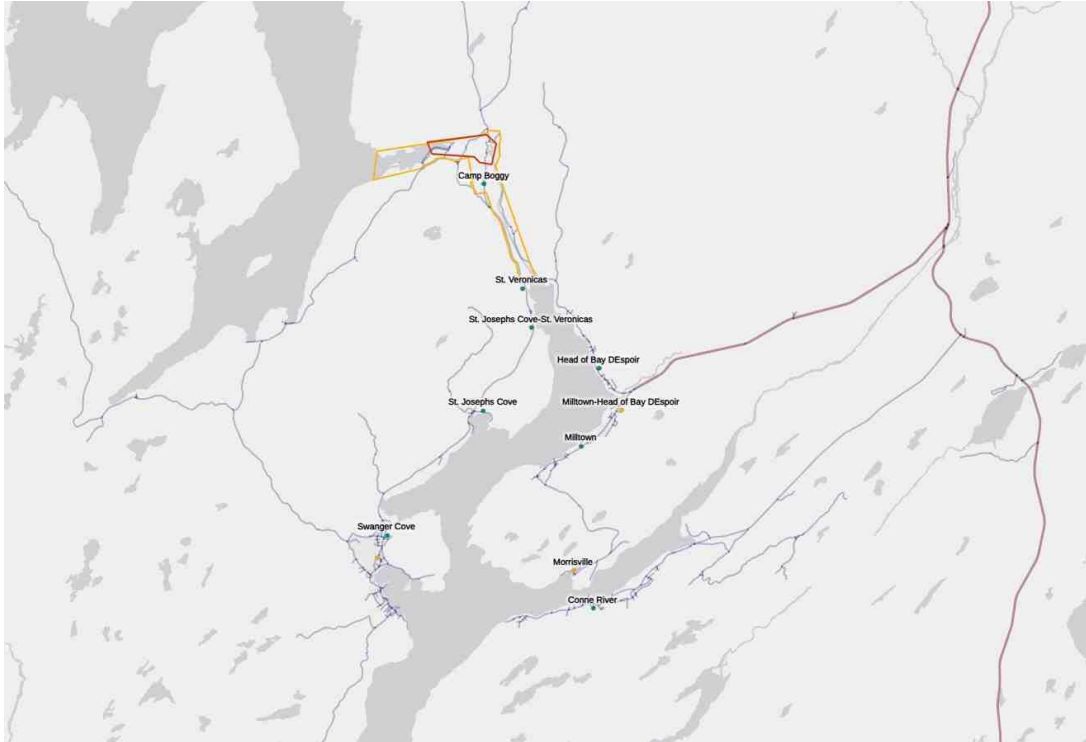 Camp Boggy
St. Veronicas
St. Josephs Cove-St. Veronicas
Head of Bay DEspoir
St. Josephs Cove
Milltown-Head of Bay DEspoir
Milltown
Swanger Cove
Morrisville
Conne River